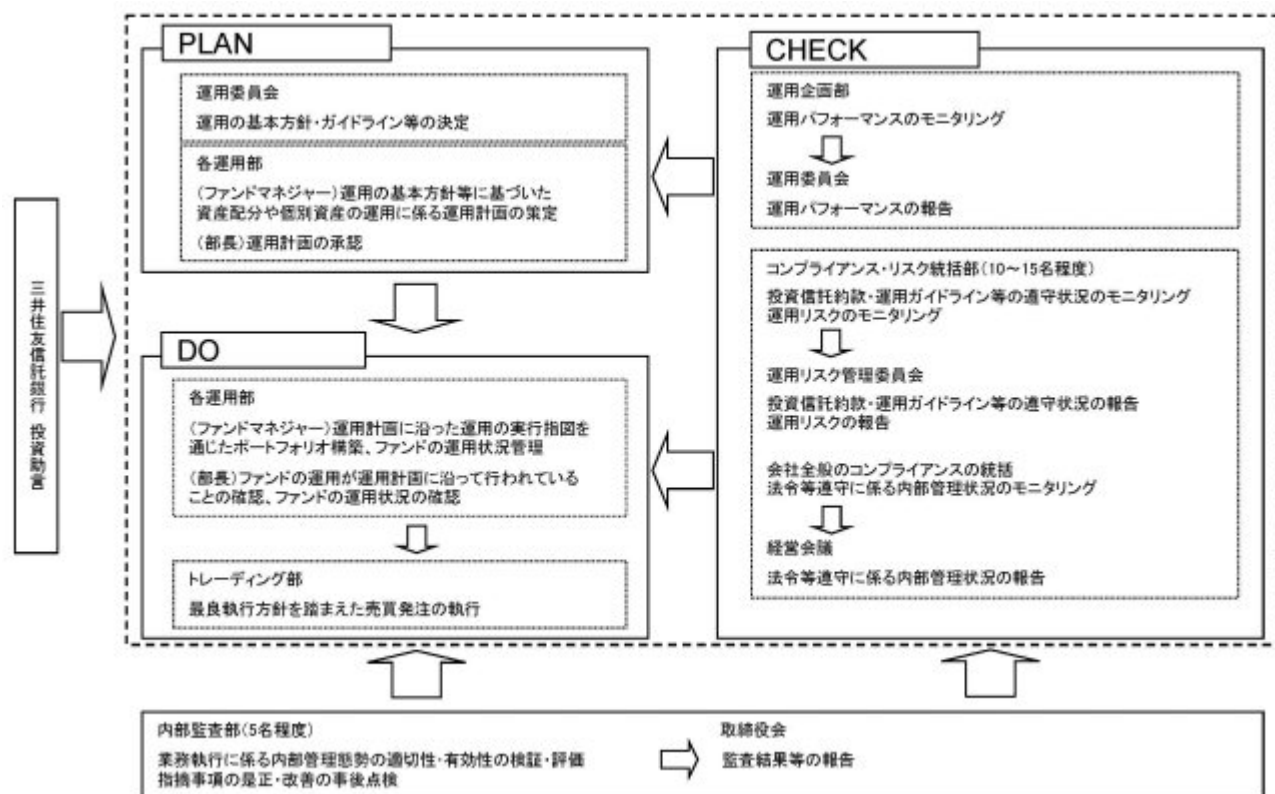 三井住友信託銀行 投資助言
PLAN
運用委員会
運用の基本方針・ガイドライン等の決定
各運用部
(ファンドマネジャー)運用の基本方針等に基づいた
資産配分や個別資産の運用に係る運用計画の策定
(部長)運用計画の承認
DO
各運用部
(ファンドマネジャー)運用計画に沿った運用の実行指図を
通じたポートフォリオ構築、ファンドの運用状況管理
(部長)ファンドの運用が運用計画に沿って行われている
ことの確認、ファンドの運用状況の確認
トレーディング部
最良執行方針を踏まえた売買発注の執行
CHECK
運用企画部
運用パフォーマンスのモニタリング
運用委員会
運用パフォーマンスの報告
コンプライアンス・リスク統括部(10~15名程度)
投資信託約款・運用ガイドライン等の遵守状況のモニタリング
運用リスクのモニタリング
運用リスク管理委員会
投資信託約款・運用ガイドライン等の遵守状況の報告
運用リスクの報告
会社全般のコンプライアンスの統括
法令等遵守に係る内部管理状況のモニタリング
経営会議
法令等遵守に係る内部管理状況の報告
内部監査部(5名程度)
業務執行に係る内部管理態勢の適切性・有効性の検証・評価
指摘事項の是正・改善の事後点検
取締役会
監査結果等の報告